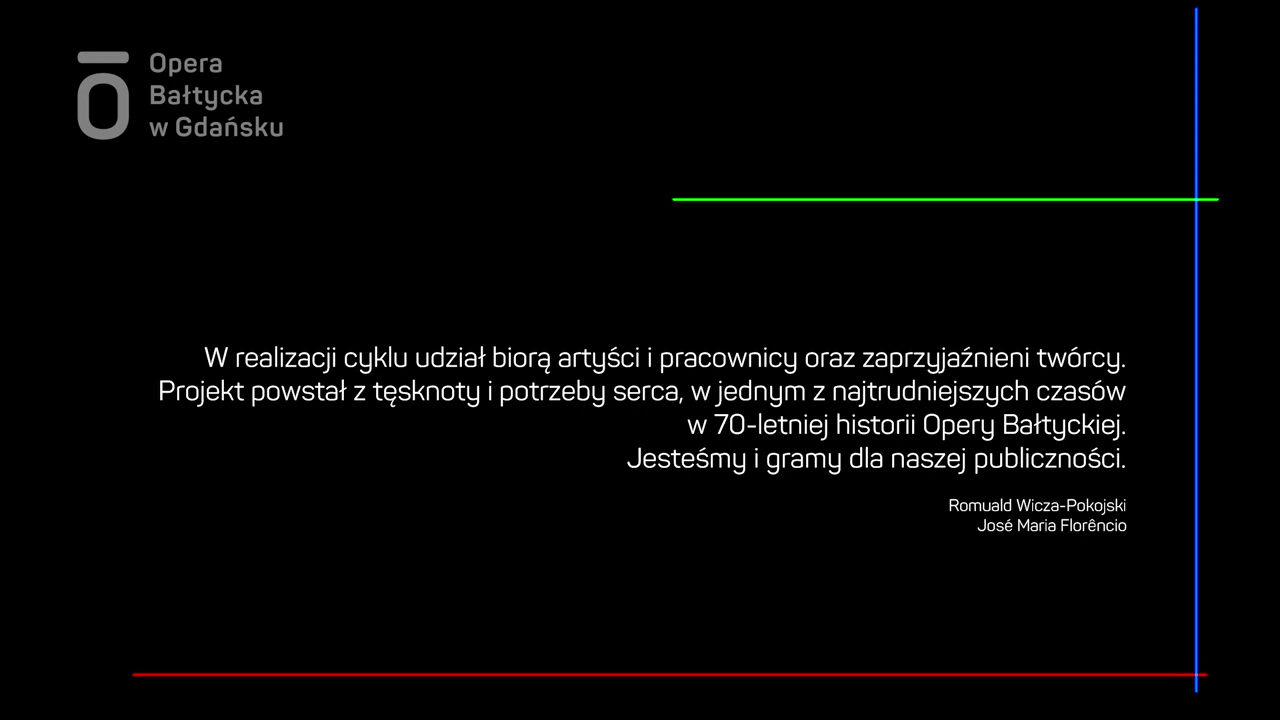 Opera
Bałtycka
w Gdańsku
W realizacji cyklu udział biorą artyści i pracownicy oraz zaprzyjaźnieni twórcy.
Projekt powstał z tęsknoty i potrzeby serca, w jednym z najtrudniejszych czasów
w 70-letniej historii Opery Bałtyckiej.
Jesteśmy i gramy dla naszej publiczności.
Romuald Wicza-Pokojski
José Maria Florêncio